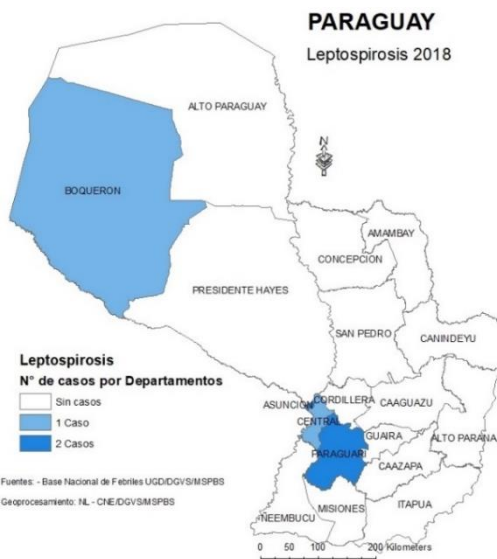 PARAGUAY
Leptospirosis 2018
N
ALTO PARAGUAY
BOQUERON
AMAMBAY
CONCEPCION
PRESIDENTE HAYES
SAN PEDRO
CANINDEYU
Leptospirosis
N° de casos por Departamentos
Sin casos
1 Caso
2 Casos
ASUNCION
CORDILLERA
CAAGUAZU
CENTRAL
GUAIRA
ALTO PARANA
PARAGUARI
CAAZAPA
ITAPUA
MISIONES
ÑEEMBUCU
Fuentes: - Base Nacional de Febriles UGD/DGVS/MSPBS
Geoprocesamiento: NL - CNE/DGVS/MSPBS
0 50 100 200 Kilometers